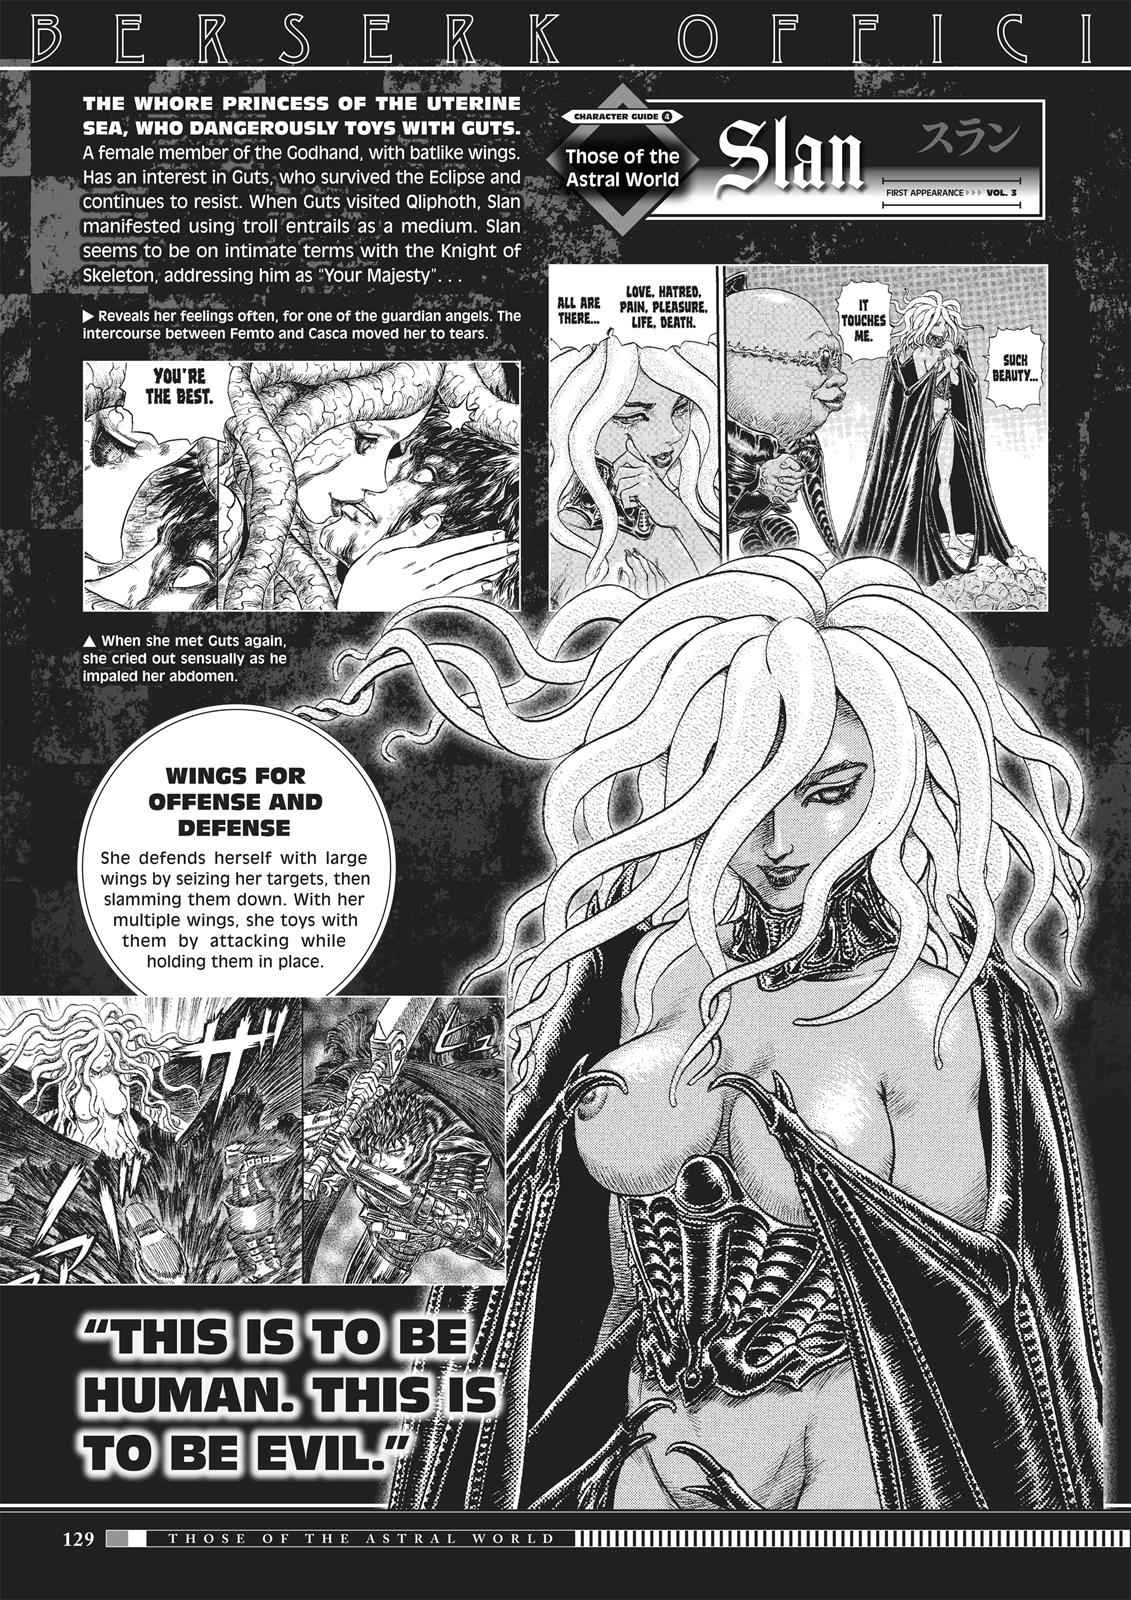 BERSERK OFFICI
THE WHORE PRINCESS OF THE UTERINE
SEA, WHO DANGEROUSLY TOYS WITH GUTS.
A female member of the Godhand, with batlike wings.
Has an interest in Guts, who survived the Eclipse and
continues to resist. When Guts visited Qliphoth, Slan
manifested using troll entrails as a medium. Slan
seems to be on intimate terms with the Knight of
Skeleton, addressing him as “Your Majesty”. . .
▶ Reveals her feelings often, for one of the guardian angels. The
intercourse between Femto and Casca moved her to tears.
CHARACTER GUIDE 4
Those of the
Astral World
Slan
スラン
FIRST APPEARANCE ▷▷▷ VOL. 3
YOU'RE
THE BEST.
ALL ARE
THERE...
LOVE, HATRED,
PAIN, PLEASURE,
LIFE, DEATH.
IT
TOUCHES
ME.
SUCH
BEAUTY...
▲ When she met Guts again,
she cried out sensually as he
impaled her abdomen.
WINGS FOR
OFFENSE AND
DEFENSE
She defends herself with large
wings by seizing her targets, then
slamming them down. With her
multiple wings, she toys with
them by attacking while
holding them in place.
“THIS IS TO BE
HUMAN. THIS IS
TO BE EVIL.”
129
THOSE OF THE ASTRAL WORLD